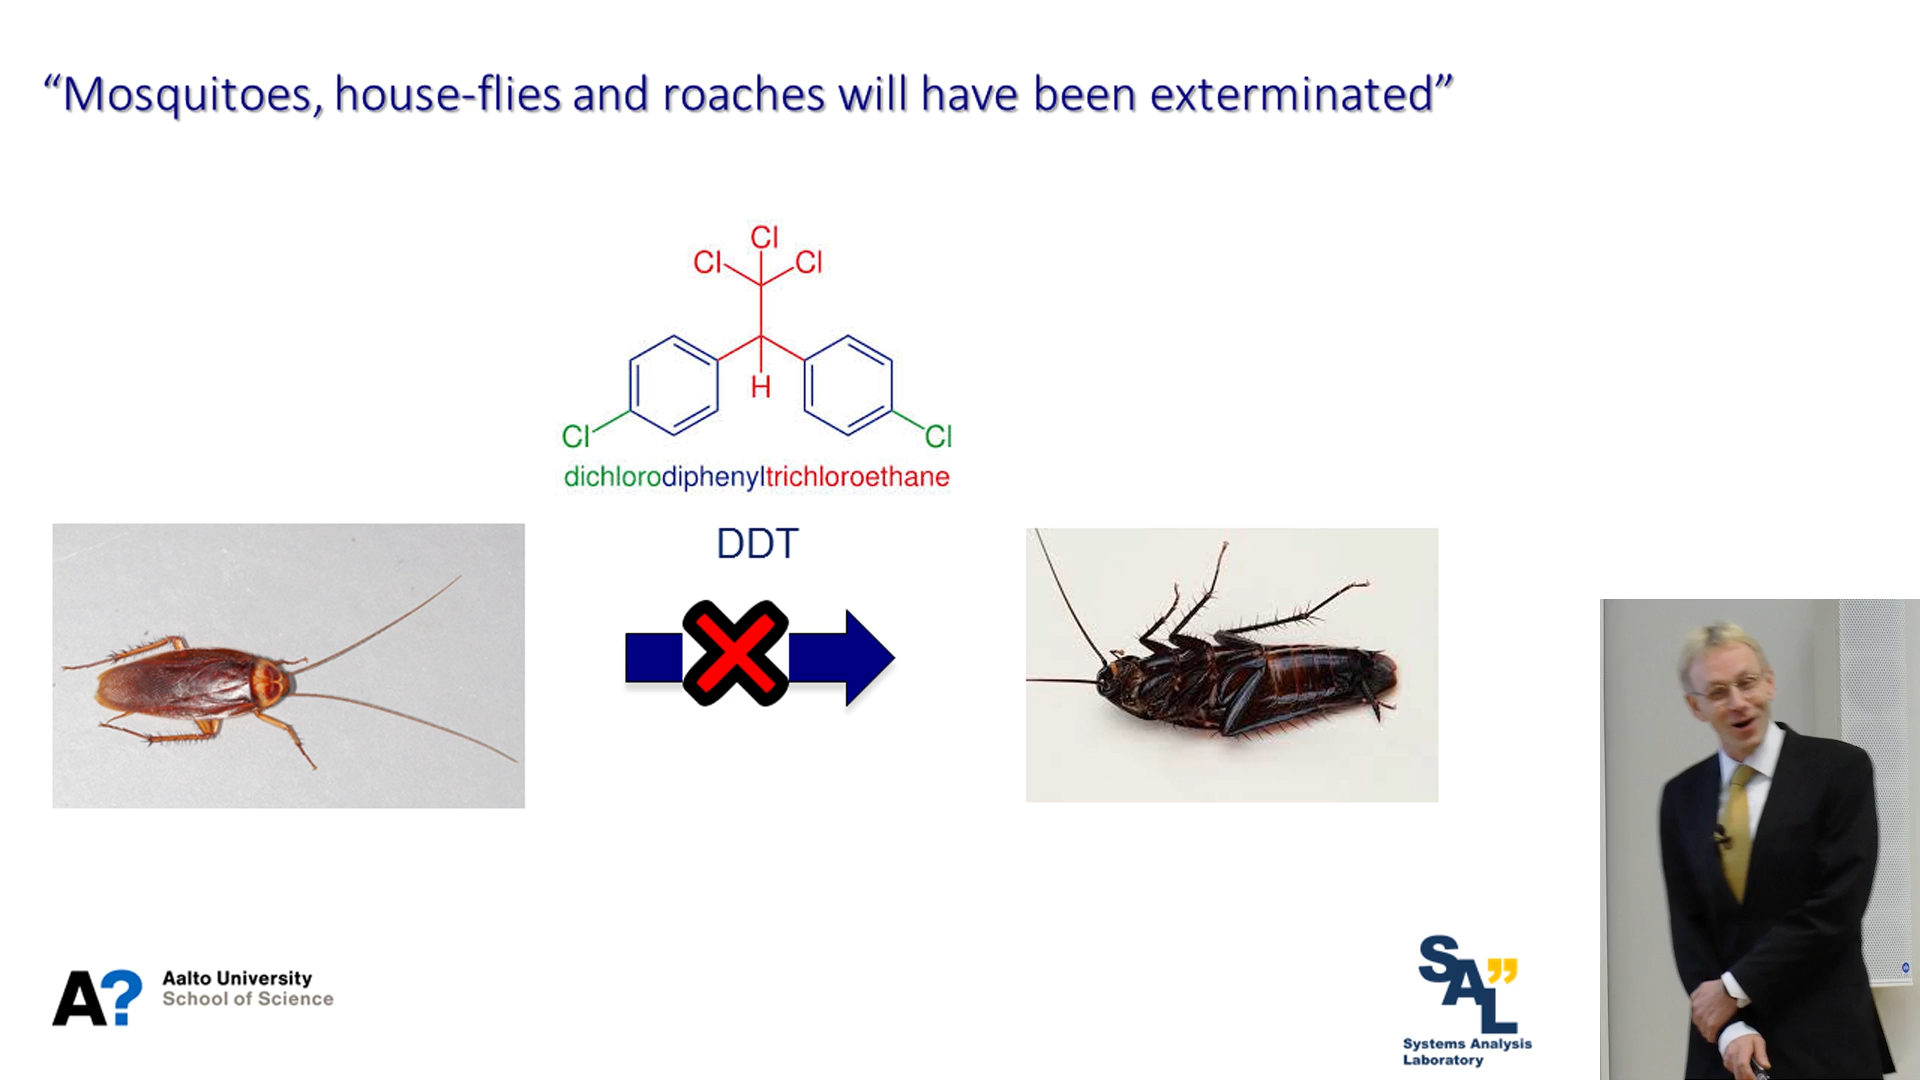 “Mosquitoes, house-flies and roaches will have been exterminated”
Cl
Cl Cl
H
Cl Cl
dichlorodiphenyltrichloroethane
DDT
A?
Aalto University
School of Science
SAL”
Systems Analysis
Laboratory